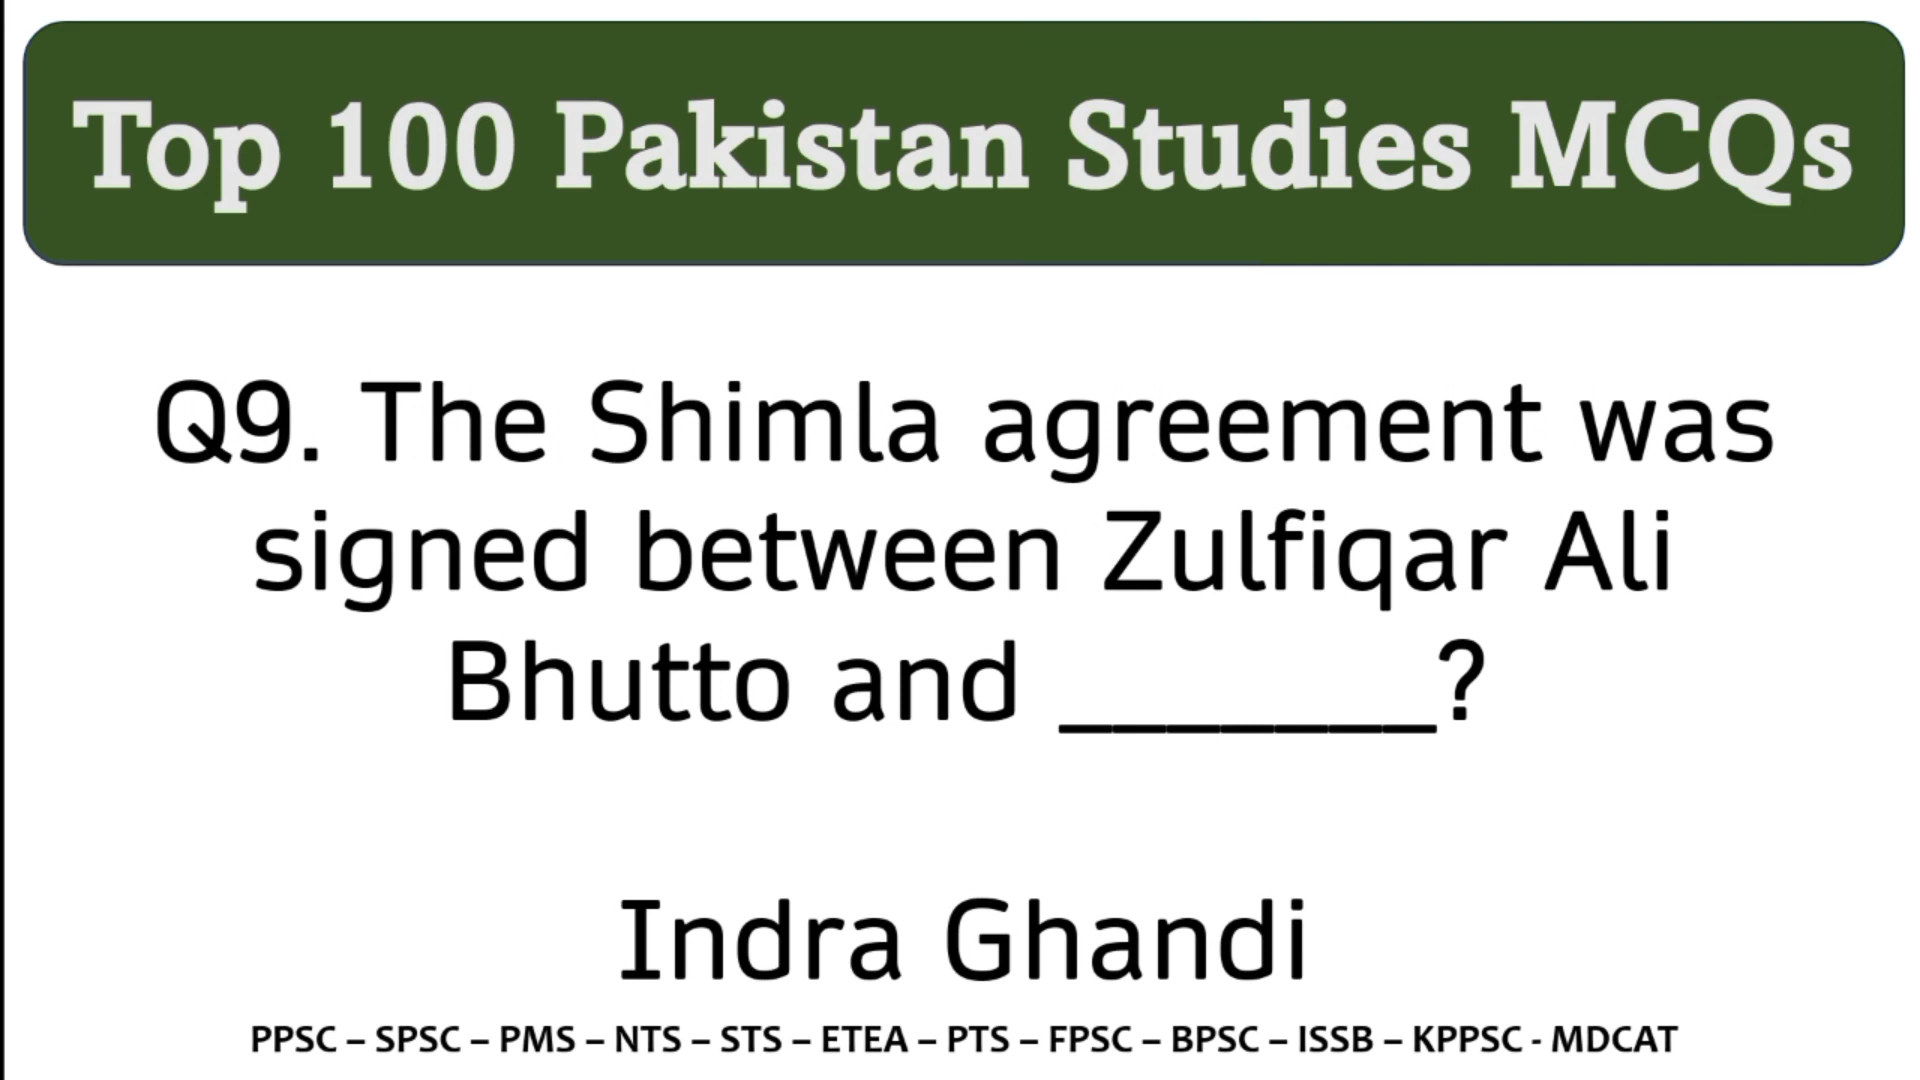 Top 100 Pakistan Studies MCQs
Q9. The Shimla agreement was
signed between Zulfiqar Ali
Bhutto and _______?
Indra Ghandi
PPSC – SPSC – PMS – NTS – STS – ETEA – PTS – FPSC – BPSC – ISSB – KPPSC - MDCAT